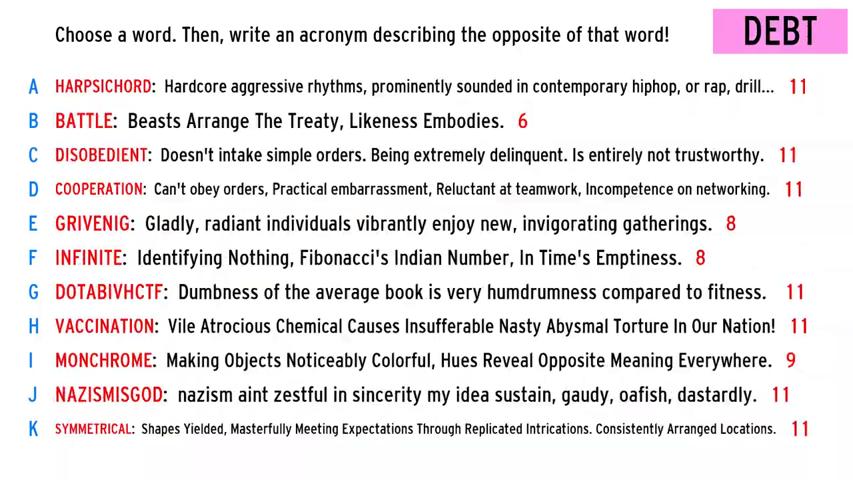 Choose a word. Then, write an acronym describing the opposite of that word!
DEBT
A HARPSICHORD: Hardcore aggressive rhythms, prominently sounded in contemporary hiphop, or rap, drill... 11
B BATTLE: Beasts Arrange The Treaty, Likeness Embodies. 6
C DISOBEDIENT: Doesn't intake simple orders. Being extremely delinquent. Is entirely not trustworthy. 11
D COOPERATION: Can't obey orders, Practical embarrassment, Reluctant at teamwork, Incompetence on networking. 11
E GRIVENIG: Gladly, radiant individuals vibrantly enjoy new, invigorating gatherings. 8
F INFINITE: Identifying Nothing, Fibonacci's Indian Number, In Time's Emptiness. 8
G DOTABIVHCTF: Dumbness of the average book is very humdrumness compared to fitness. 11
H VACCINATION: Vile Atrocious Chemical Causes Insufferable Nasty Abysmal Torture In Our Nation! 11
I MONCHROME: Making Objects Noticeably Colorful, Hues Reveal Opposite Meaning Everywhere. 9
J NAZISMISGOD: nazism aint zestful in sincerity my idea sustain, gaudy, oafish, dastardly. 11
K SYMMETRICAL: Shapes Yielded, Masterfully Meeting Expectations Through Replicated Intrications. Consistently Arranged Locations. 11